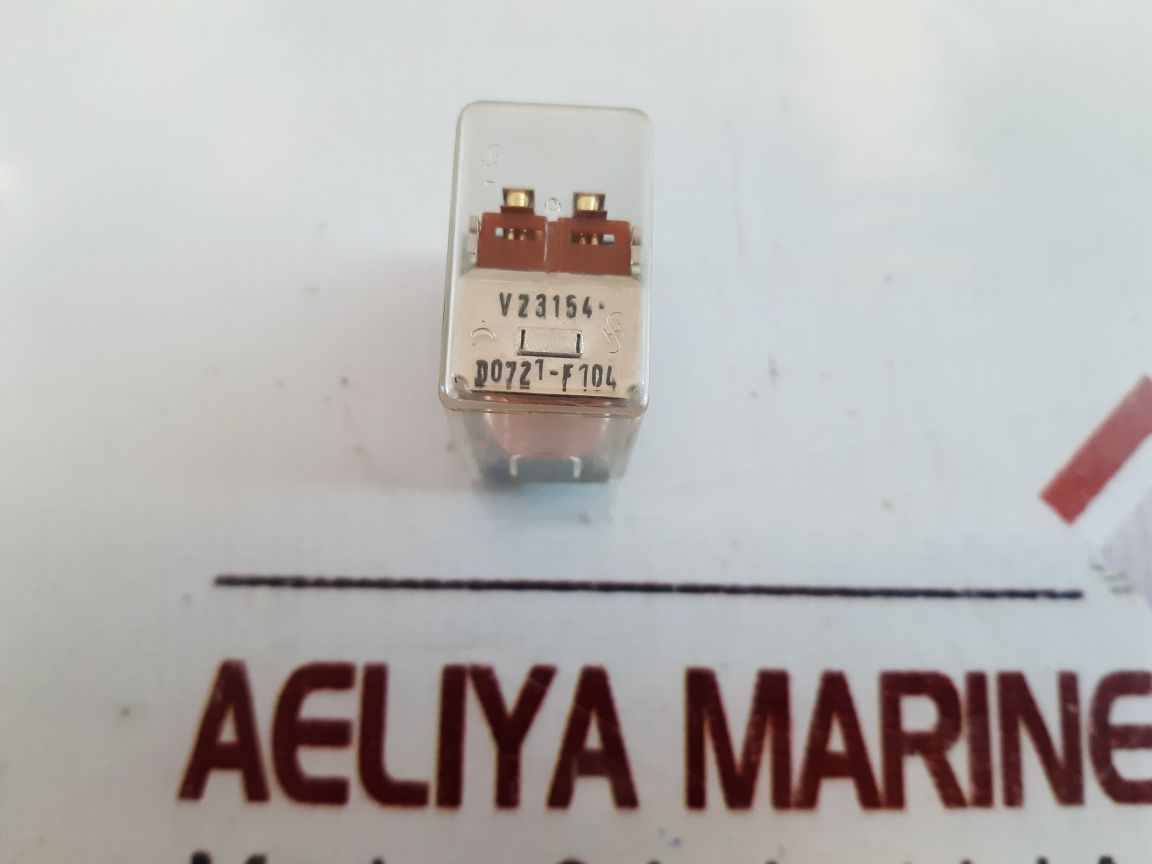 V23154-
D0721-F104
AELIYA MARINE